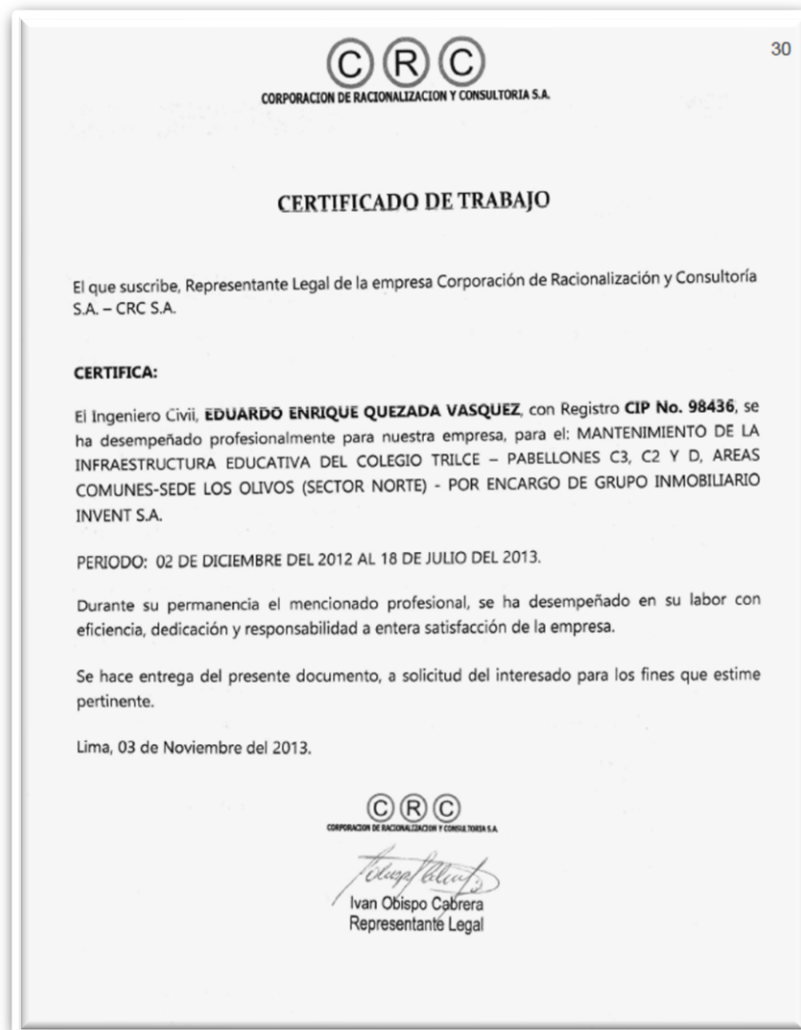 30
C R C
CORPORACION DE RACIONALIZACION Y CONSULTORIA S.A.
CERTIFICADO DE TRABAJO
El que suscribe, Representante Legal de la empresa Corporación de Racionalización y Consultoría
S.A. – CRC S.A.
CERTIFICA:
El Ingeniero Civil, EDUARDO ENRIQUE QUEZADA VASQUEZ, con Registro CIP No. 98436, se
ha desempeñado profesionalmente para nuestra empresa, para el: MANTENIMIENTO DE LA
INFRAESTRUCTURA EDUCATIVA DEL COLEGIO TRILCE – PABELLONES C3, C2 Y D, AREAS
COMUNES-SEDE LOS OLIVOS (SECTOR NORTE) - POR ENCARGO DE GRUPO INMOBILIARIO
INVENT S.A.
PERIODO: 02 DE DICIEMBRE DEL 2012 AL 18 DE JULIO DEL 2013.
Durante su permanencia el mencionado profesional, se ha desempeñado en su labor con
eficiencia, dedicación y responsabilidad a entera satisfacción de la empresa.
Se hace entrega del presente documento, a solicitud del interesado para los fines que estime
pertinente.
Lima, 03 de Noviembre del 2013.
C R C
CORPORACION DE RACIONALIZACION Y CONSULTORIA S.A.
Ivan Obispo Cabrera
Representante Legal